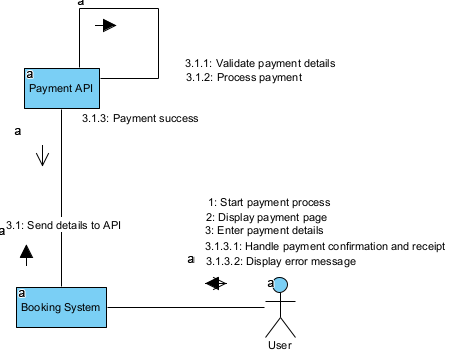 a
3.1.1: Validate payment details
a
3.1.2: Process payment
Payment API
3.1.3: Payment success
a
1: Start payment process
2: Display payment page
3.1: Send details to API
3: Enter payment details
a
3.1.3.1: Handle payment confirmation and receipt
a
3.1.3.2: Display error message
a
a
Booking System
User